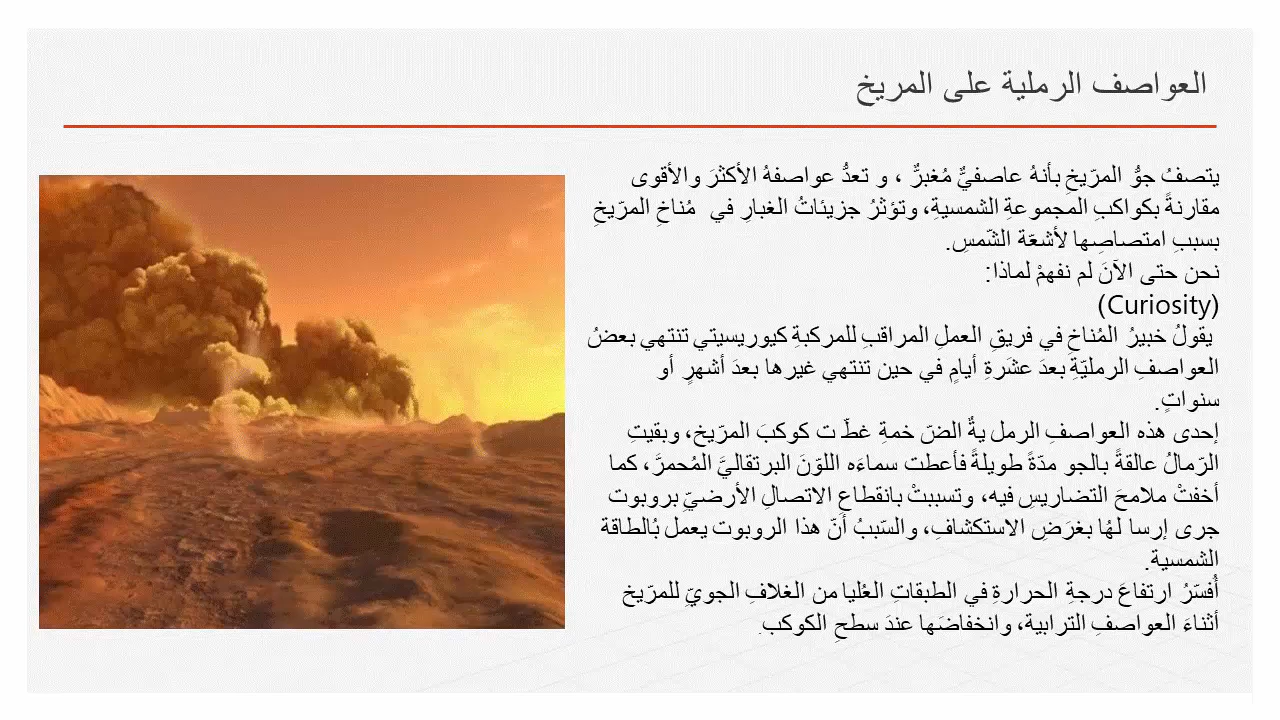 العواصف الرملية على المريخ
يتصفُ جوُّ المرّيخِ بأنهُ عاصفيٌّ مُغبرٌّ ، و تعدُّ عواصفهُ الأكثرَ والأقوى
مقارنةً بكواكبِ المجموعةِ الشمسيةِ، وتؤثرُ جزيئاتُ الغبارِ في مُناخِ المرّيخِ
بسببِ امتصاصِها لأشعّة الشّمسِ.
نحن حتى الآنَ لم نفهمْ لماذا:
(Curiosity)
يقولُ خبيرُ المُناخِ في فريقِ العملِ المراقبِ للمركبةِ كيوريسيتي تنتهي بعضُ
العواصفِ الرمليّةِ بعدَ عشَرةِ أيامٍ في حين تنتهي غيرها بعدَ أشهرٍ أو
سنواتٍ.
إحدى هذه العواصفِ الرمل يةٌ الضّ خمةِ غطّ ت كوكبَ المرّيخ، وبقيتِ
الرّمالُ عالقةً بالجو مدّةً طويلةً فأعطت سماءَه اللوّنَ البرتقاليَّ المُحمرَّ، كما
أخفتْ ملامحَ التضاريسِ فيه، وتسببتْ بانقطاعِ الاتصالِ الأرضيِّ بروبوت
جرى إرسا لهُا بغرَضِ الاستكشافِ، والسّببُ أنّ هذا الروبوت يعمل بُالطاقة
الشمسية.
أُفسّرُ ارتفاعَ درجةِ الحرارةِ في الطبقاتِ العُليا من الغلافِ الجويِّ للمرّيخ
أثناءَ العواصفِ الترابية، وانخفاضَها عندَ سطحِ الكوكب.